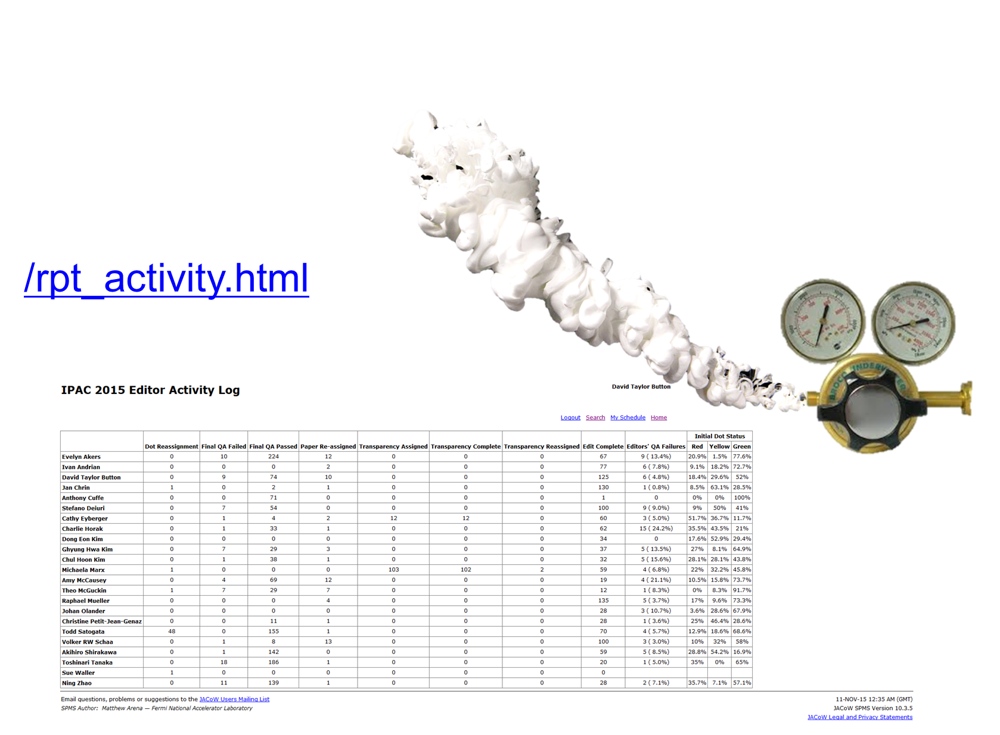 /rpt_activity.html
IPAC 2015 Editor Activity Log
David Taylor Button
Logout Search My Schedule Home
Initial Dot Status
Dot Reassignment Final QA Failed Final QA Passed Paper Re-assigned Transparency Assigned Transparency Complete Transparency Reassigned Edit Complete Editors' QA Failures Red Yellow Green
Evelyn Akers 0 10 224 12 0 0 0 67 9 ( 13.4%) 20.9% 1.5% 77.6%
Ivan Andrian 0 0 0 2 0 0 0 77 6 ( 7.8%) 9.1% 18.2% 72.7%
David Taylor Button 0 9 74 10 0 0 0 125 6 ( 4.8%) 18.4% 29.6% 52%
Jan Chrin 1 0 2 1 0 0 0 130 1 ( 0.8%) 8.5% 63.1% 28.5%
Anthony Cuffe 0 0 71 0 0 0 0 1 0 0% 0% 100%
Stefano Deiuri 0 7 54 0 0 0 0 100 9 ( 9.0%) 9% 50% 41%
Cathy Eyberger 0 1 4 2 12 12 0 60 3 ( 5.0%) 51.7% 36.7% 11.7%
Charlie Horak 0 1 33 1 0 0 0 62 15 ( 24.2%) 35.5% 43.5% 21%
Dong Eon Kim 0 0 0 0 0 0 0 34 0 17.6% 52.9% 29.4%
Ghyung Hwa Kim 0 7 29 3 0 0 0 37 5 ( 13.5%) 27% 8.1% 64.9%
Chul Hoon Kim 0 1 38 1 0 0 0 32 5 ( 15.6%) 28.1% 28.1% 43.8%
Michaela Marx 1 0 0 0 103 102 2 59 4 ( 6.8%) 22% 32.2% 45.8%
Amy McCausey 0 4 69 12 0 0 0 19 4 ( 21.1%) 10.5% 15.8% 73.7%
Theo McGuckin 1 7 29 7 0 0 0 12 1 ( 8.3%) 0% 8.3% 91.7%
Raphael Mueller 0 0 0 4 0 0 0 135 5 ( 3.7%) 17% 9.6% 73.3%
Johan Olander 0 0 0 0 0 0 0 28 3 ( 10.7%) 3.6% 28.6% 67.9%
Christine Petit-Jean-Genaz 0 0 11 1 0 0 0 28 1 ( 3.6%) 25% 46.4% 28.6%
Todd Satogata 48 0 155 1 0 0 0 70 4 ( 5.7%) 12.9% 18.6% 68.6%
Volker RW Schaa 0 1 8 13 0 0 0 100 3 ( 3.0%) 10% 32% 58%
Akihiro Shirakawa 0 1 142 0 0 0 0 59 5 ( 8.5%) 28.8% 54.2% 16.9%
Toshinari Tanaka 0 18 186 1 0 0 0 20 1 ( 5.0%) 35% 0% 65%
Sue Waller 1 0 0 0 0 0 0 0
Ning Zhao 0 11 139 1 0 0 0 28 2 ( 7.1%) 35.7% 7.1% 57.1%
Email questions, problems or suggestions to the JACoW Users Mailing List
SPMS Author: Matthew Arena — Fermi National Accelerator Laboratory
11-NOV-15 12:35 AM (GMT)
JACoW SPMS Version 10.3.5
JACoW Legal and Privacy Statements